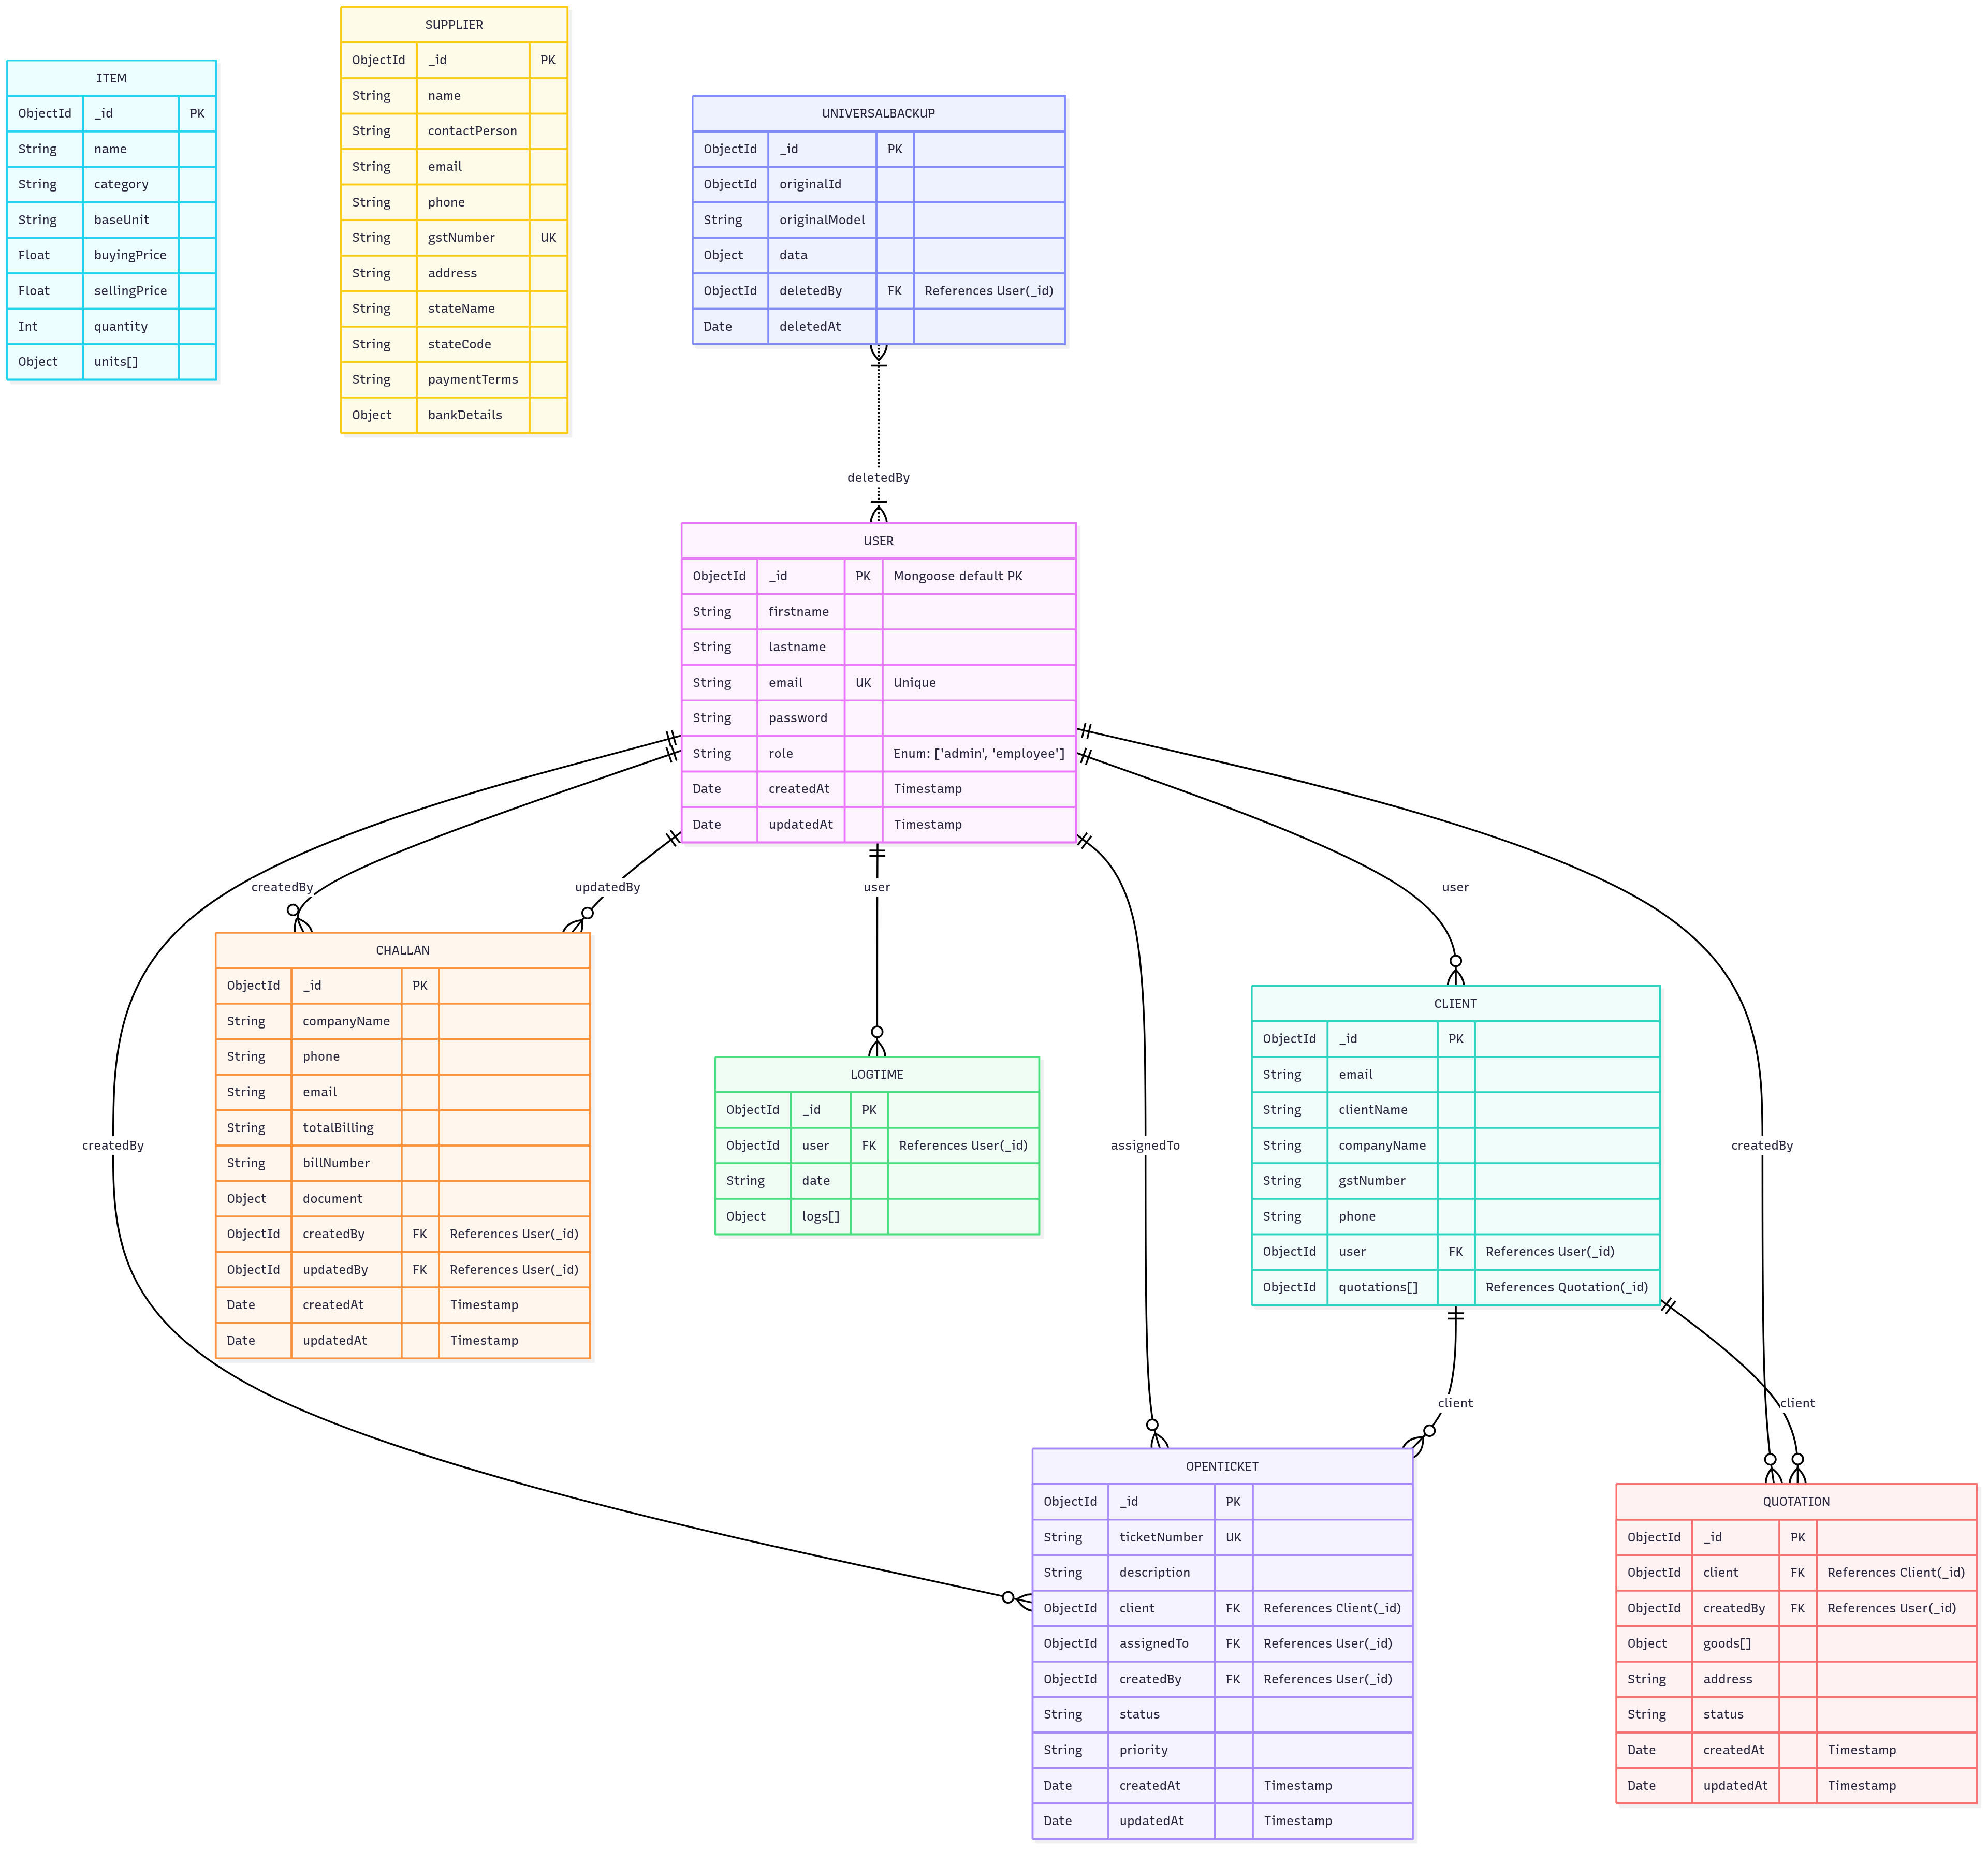 ITEM
ObjectId _id PK
String name
String category
String baseUnit
Float buyingPrice
Float sellingPrice
Int quantity
Object units[]
SUPPLIER
ObjectId _id PK
String name
String contactPerson
String email
String phone
String gstNumber UK
String address
String stateName
String stateCode
String paymentTerms
Object bankDetails
UNIVERSALBACKUP
ObjectId _id PK
ObjectId originalId
String originalModel
Object data
ObjectId deletedBy FK References User(_id)
Date deletedAt
deletedBy
USER
ObjectId _id PK Mongoose default PK
String firstname
String lastname
String email UK Unique
String password
String role Enum: ['admin', 'employee']
Date createdAt Timestamp
Date updatedAt Timestamp
createdBy
updatedBy
user
user
CHALLAN
ObjectId _id PK
String companyName
String phone
String email
String totalBilling
String billNumber
Object document
ObjectId createdBy FK References User(_id)
ObjectId updatedBy FK References User(_id)
Date createdAt Timestamp
Date updatedAt Timestamp
LOGTIME
ObjectId _id PK
ObjectId user FK References User(_id)
String date
Object logs[]
CLIENT
ObjectId _id PK
String email
String clientName
String companyName
String gstNumber
String phone
ObjectId user FK References User(_id)
ObjectId quotations[] References Quotation(_id)
createdBy
assignedTo
createdBy
client
client
OPENTICKET
ObjectId _id PK
String ticketNumber UK
String description
ObjectId client FK References Client(_id)
ObjectId assignedTo FK References User(_id)
ObjectId createdBy FK References User(_id)
String status
String priority
Date createdAt Timestamp
Date updatedAt Timestamp
QUOTATION
ObjectId _id PK
ObjectId client FK References Client(_id)
ObjectId createdBy FK References User(_id)
Object goods[]
String address
String status
Date createdAt Timestamp
Date updatedAt Timestamp